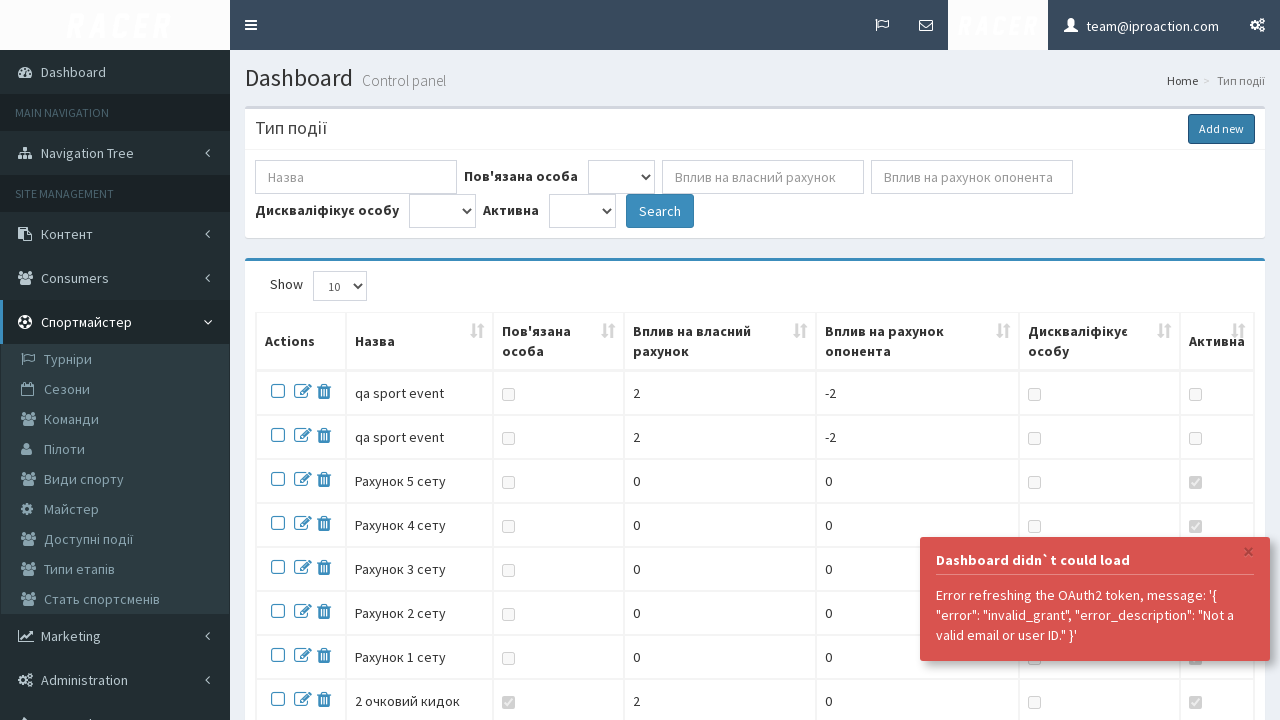 RACER
RACER
team@iproaction.com
Dashboard
MAIN NAVIGATION
Navigation Tree
SITE MANAGEMENT
Контент
Consumers
Спортмайстер
Турніри
Сезони
Команди
Пілоти
Види спорту
Майстер
Доступні події
Типи етапів
Стать спортсменів
Marketing
Administration
Dashboard Control panel
Home > Тип події
Тип події
Add new
Назва Пов'язана особа Вплив на власний рахунок Вплив на рахунок опонента
Дискваліфікує особу Активна Search
Show 10
Actions Назва Пов'язана особа Вплив на власний рахунок Вплив на рахунок опонента Дискваліфікує особу Активна
qa sport event 2 -2
qa sport event 2 -2
Рахунок 5 сету 0 0
Рахунок 4 сету 0 0
Рахунок 3 сету 0 0
Рахунок 2 сету 0 0
Рахунок 1 сету 0 0
2 очковий кидок 2 0
×
Dashboard didn`t could load
Error refreshing the OAuth2 token, message: '{
"error": "invalid_grant", "error_description": "Not a
valid email or user ID." }'